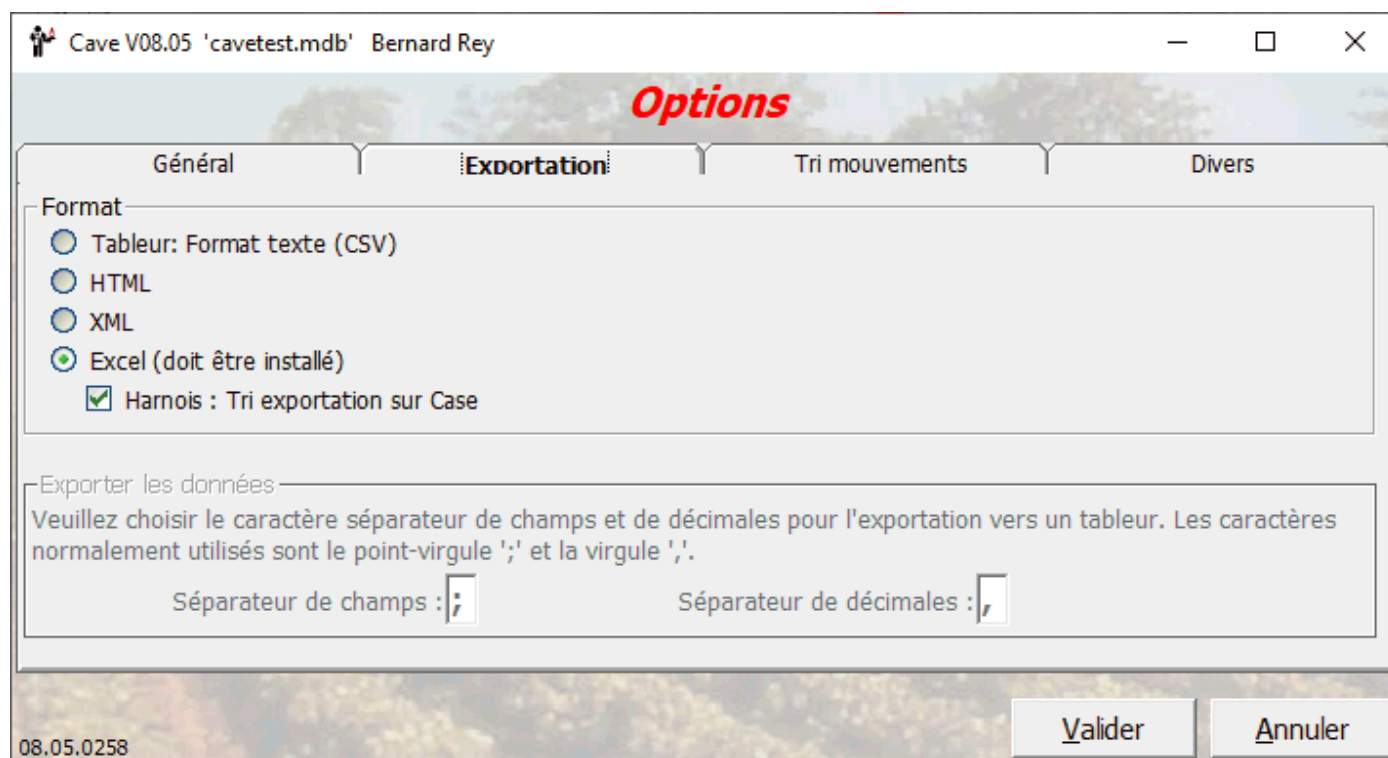 Cave V08.05 'cavetest.mdb' Bernard Rey
Options
Général Exportation Tri mouvements Divers
Format
Tableur: Format texte (CSV)
HTML
XML
Excel (doit être installé)
Harnois : Tri exportation sur Case
Exporter les données
Veuillez choisir le caractère séparateur de champs et de décimales pour l'exportation vers un tableur. Les caractères
normalement utilisés sont le point-virgule ';' et la virgule ','.
Séparateur de champs : ; Séparateur de décimales : ,
Valider Annuler
08.05.0258